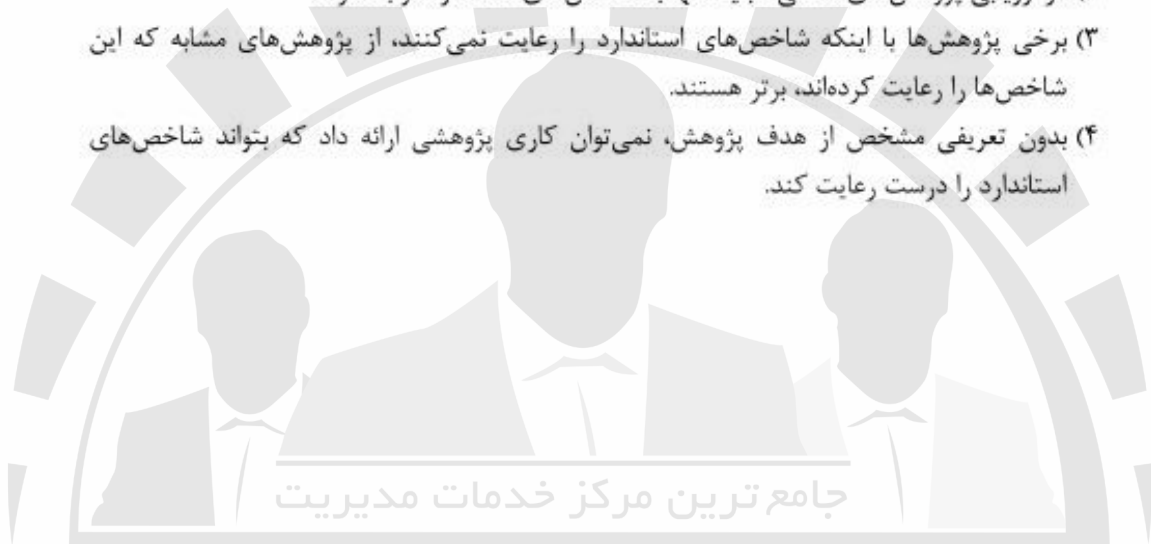 ۳) برخی پژوهش‌ها با اینکه شاخص‌های استاندارد را رعایت نمی‌کنند، از پژوهش‌های مشابه که این
شاخص‌ها را رعایت کرده‌اند، برتر هستند.
۴) بدون تعریفی مشخص از هدف پژوهش، نمی‌توان کاری پژوهشی ارائه داد که بتواند شاخص‌های
استاندارد را درست رعایت کند.
جامع ترین مرکز خدمات مدیریت